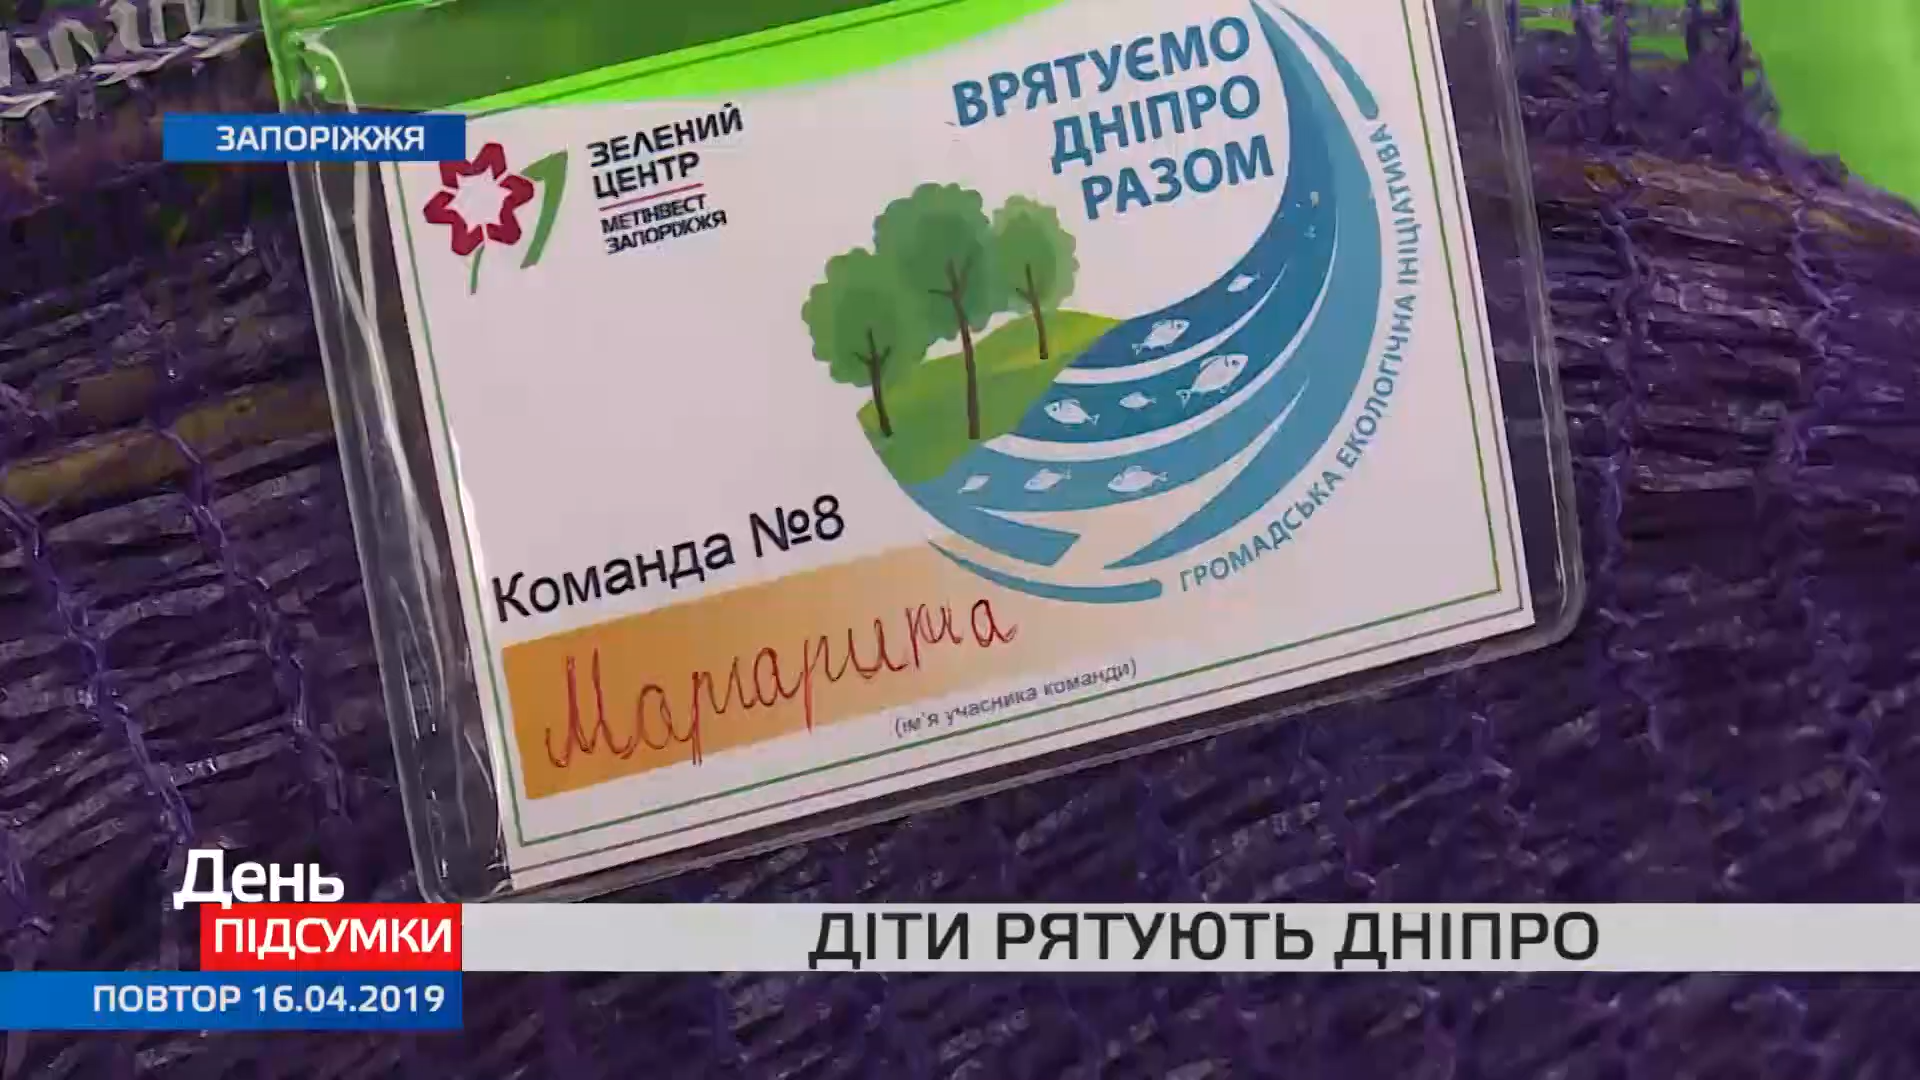 ЗАПОРІЖЖЯ
ЗЕЛЕНИЙ
ЦЕНТР
МЕТІНВЕСТ
ЗАПОРІЖЖЯ
ВРЯТУЄМО
ДНІПРО
РАЗОМ
ГРОМАДСЬКА ЕКОЛОГІЧНА ІНІЦІАТИВА
Команда №8
Маргарита
(ім'я учасника команди)
День
ПІДСУМКИ
ДІТИ РЯТУЮТЬ ДНІПРО
ПОВТОР 16.04.2019